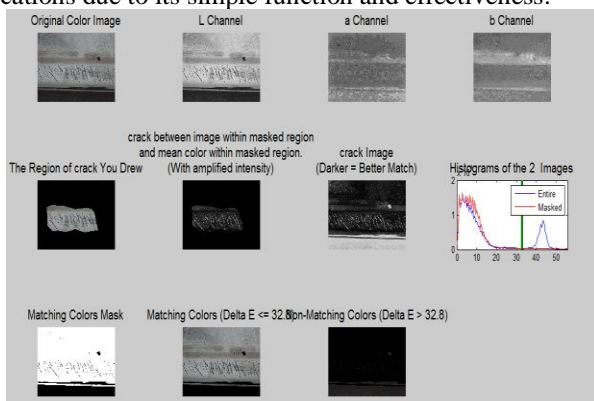 cations due to its simple function and effectiveness.
Original Color Image L Channel a Channel b Channel
crack between image within masked region
and mean color within masked region.
The Region of crack You Drew (With amplified intensity)
crack Image
(Darker = Better Match)
Histograms of the 2 Images
2
Entire
Masked
1
0
0 10 20 30 40 50
Matching Colors Mask Matching Colors (Delta E <= 32.8) Non-Matching Colors (Delta E > 32.8)